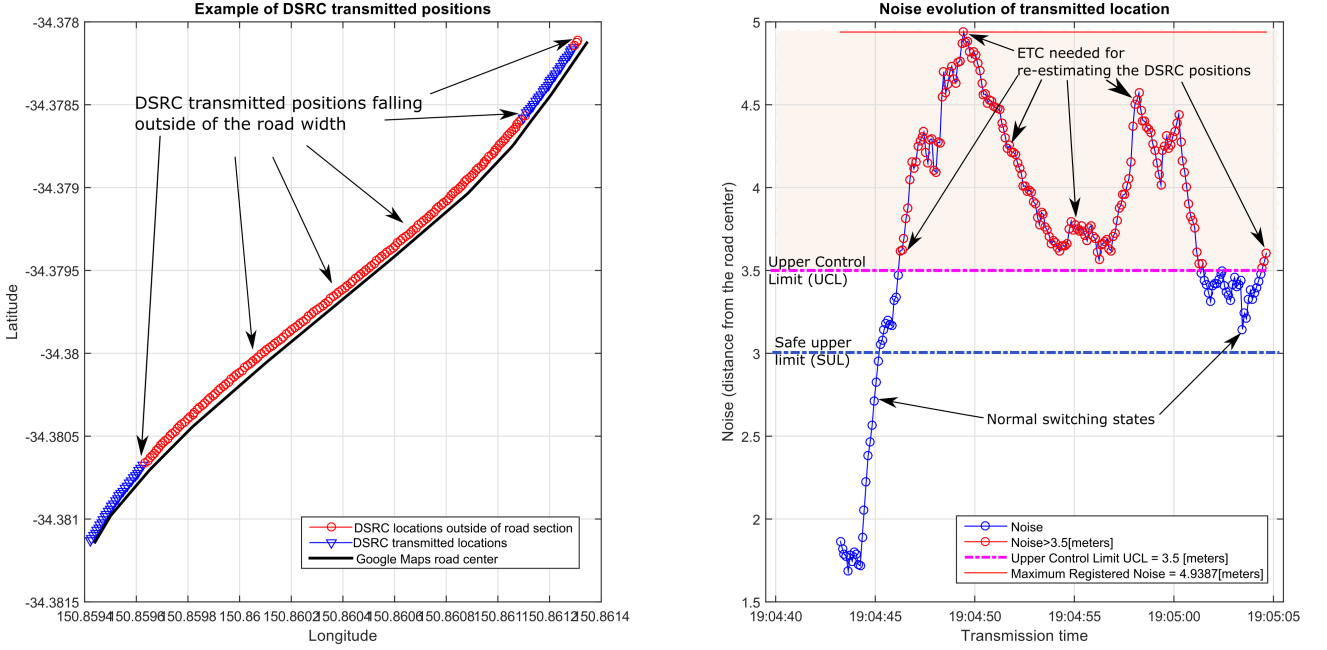 Example of DSRC transmitted positions
-34.378
-34.3785
-34.379
-34.3795
-34.38
-34.3805
-34.381
-34.3815
Latitude
DSRC transmitted positions falling
outside of the road width
DSRC locations outside of road section
DSRC transmitted locations
Google Maps road center
150.8594 150.8596 150.8598 150.86 150.8602 150.8604 150.8606 150.8608 150.861 150.8612 150.8614
Longitude
Noise evolution of transmitted location
5
4.5
4
3.5
3
2.5
2
1.5
Noise (distance from the road center)
ETC needed for
re-estimating the DSRC positions
Upper Control
Limit (UCL)
Safe upper
limit (SUL)
Normal switching states
Noise
Noise>3.5[meters]
Upper Control Limit UCL = 3.5 [meters]
Maximum Registered Noise = 4.9387[meters]
19:04:40 19:04:45 19:04:50 19:04:55 19:05:00 19:05:05
Transmission time